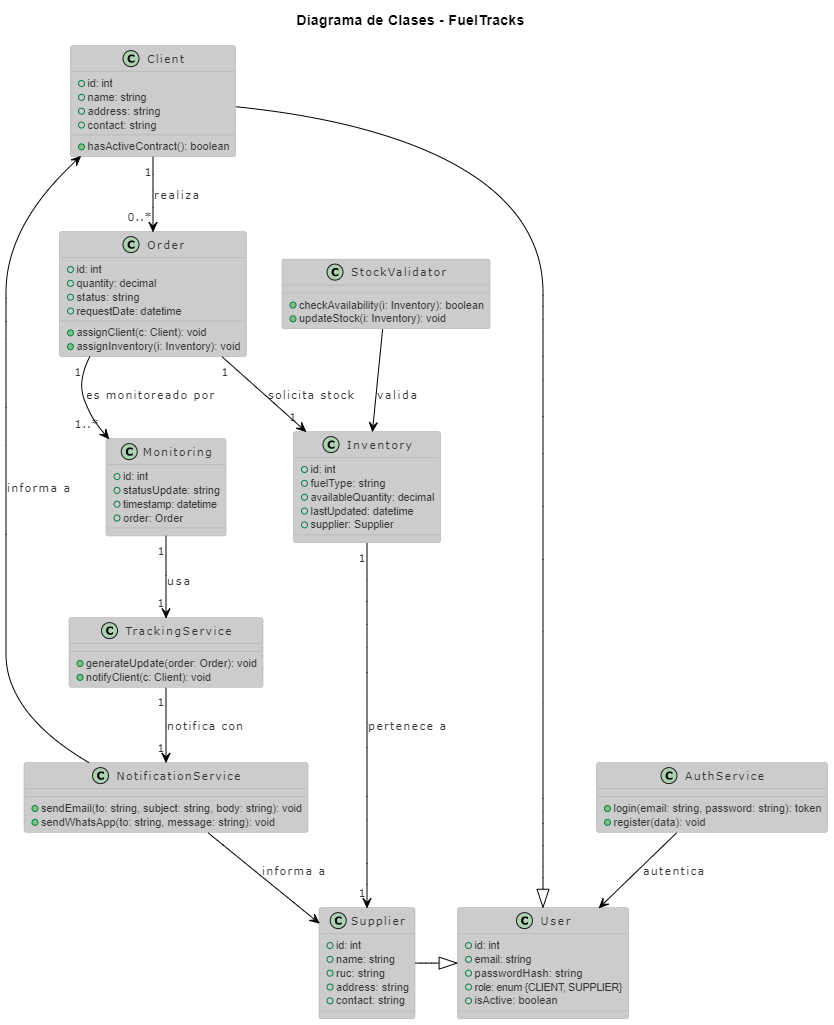 Diagrama de Clases - FuelTracks
C Client
id: int
name: string
address: string
contact: string
hasActiveContract(): boolean
1
realiza
0..*
C Order
id: int
quantity: decimal
status: string
requestDate: datetime
assignClient(c: Client): void
assignInventory(i: Inventory): void
C StockValidator
checkAvailability(i: Inventory): boolean
updateStock(i: Inventory): void
1
es monitoreado por
1..*
1
solicita stock
1
valida
C Monitoring
id: int
statusUpdate: string
timestamp: datetime
order: Order
C Inventory
id: int
fuelType: string
availableQuantity: decimal
lastUpdated: datetime
supplier: Supplier
informa a
1
usa
1
1
pertenece a
1
C TrackingService
generateUpdate(order: Order): void
notifyClient(c: Client): void
1
notifica con
1
C NotificationService
sendEmail(to: string, subject: string, body: string): void
sendWhatsApp(to: string, message: string): void
C AuthService
login(email: string, password: string): token
register(data): void
informa a
autentica
C Supplier
id: int
name: string
ruc: string
address: string
contact: string
C User
id: int
email: string
passwordHash: string
role: enum {CLIENT, SUPPLIER}
isActive: boolean